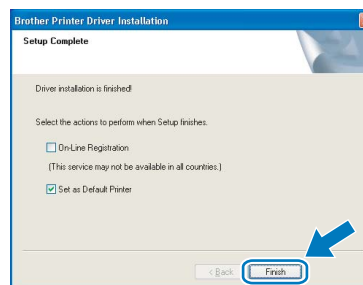 Brother Printer Driver Installation
Setup Complete
Driver installation is finished!
Select the actions to perform when Setup finishes.
On-Line Registration
(This service may not be available in all countries.)
Set as Default Printer
< Back
Finish